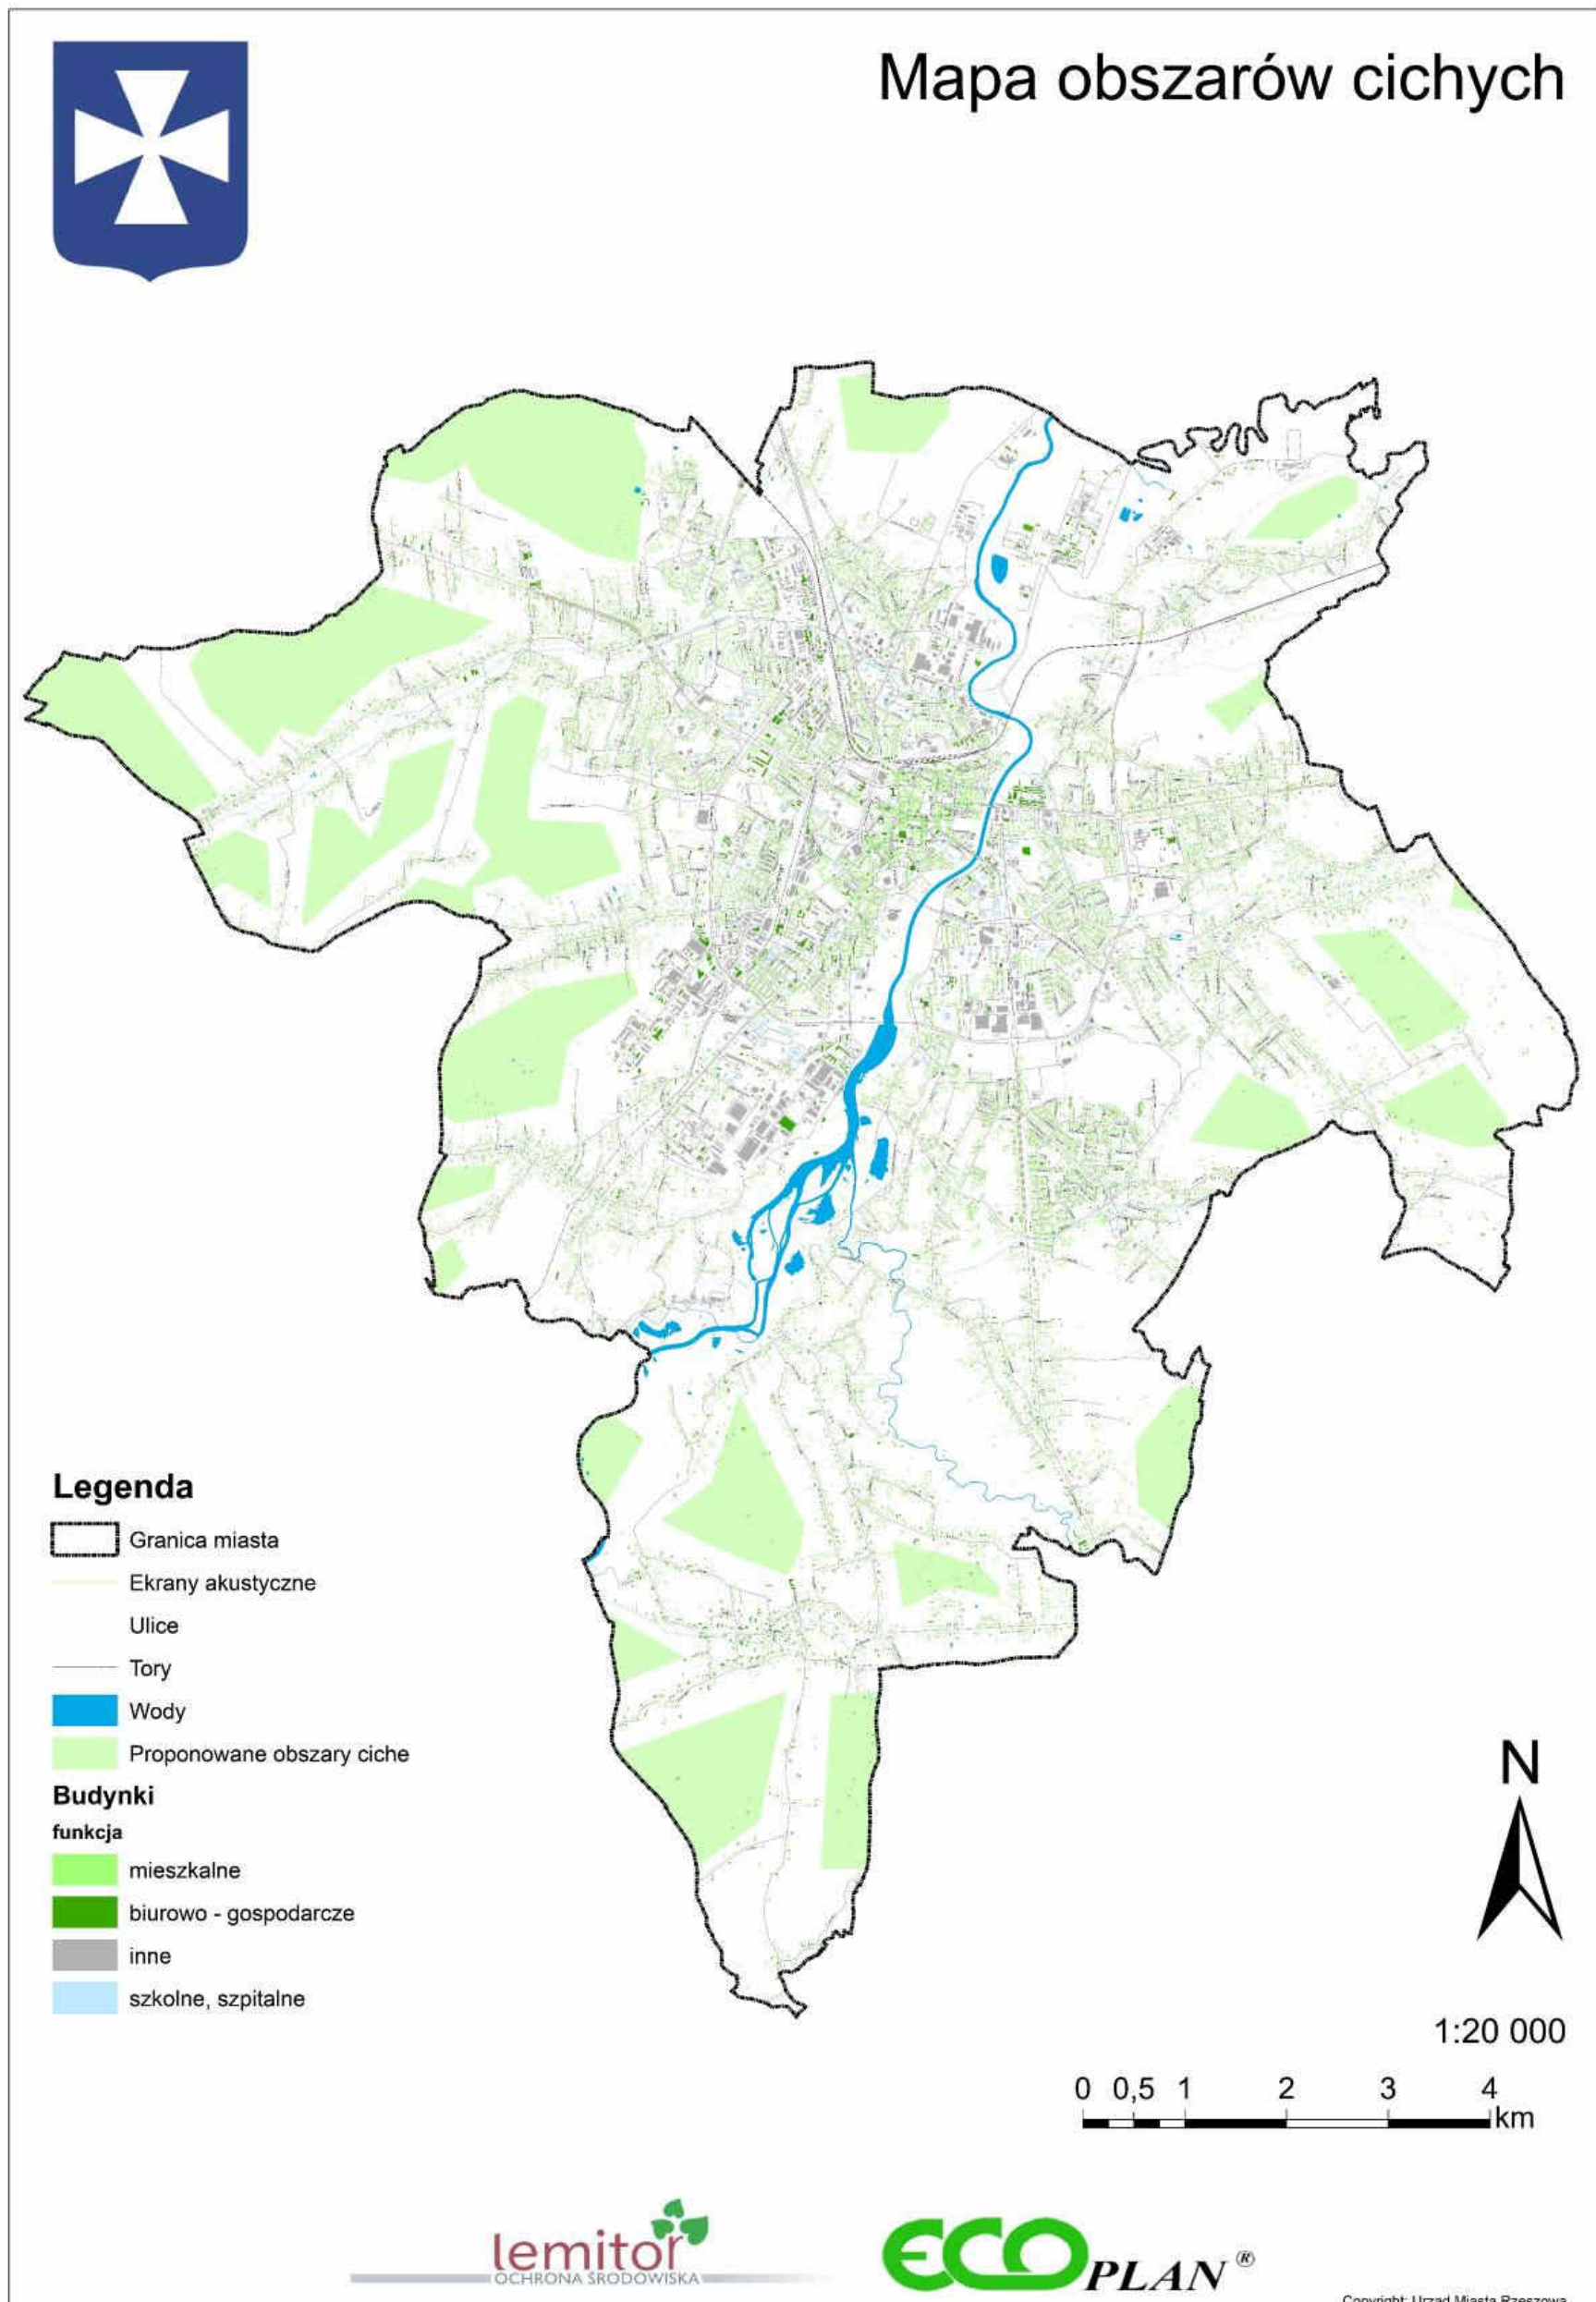 Mapa obszarów cichych
Legenda
Granica miasta
Ekrany akustyczne
Ulice
Tory
Wody
Proponowane obszary ciche
Budynki
funkcja
mieszkalne
biurowo - gospodarcze
inne
szkolne, szpitalne
N
1:20 000
0 0,5 1 2 3 4
km
lemitor
OCHRONA ŚRODOWISKA
ECO PLAN ®
Copyright: Urząd Miasta Rzeszowa